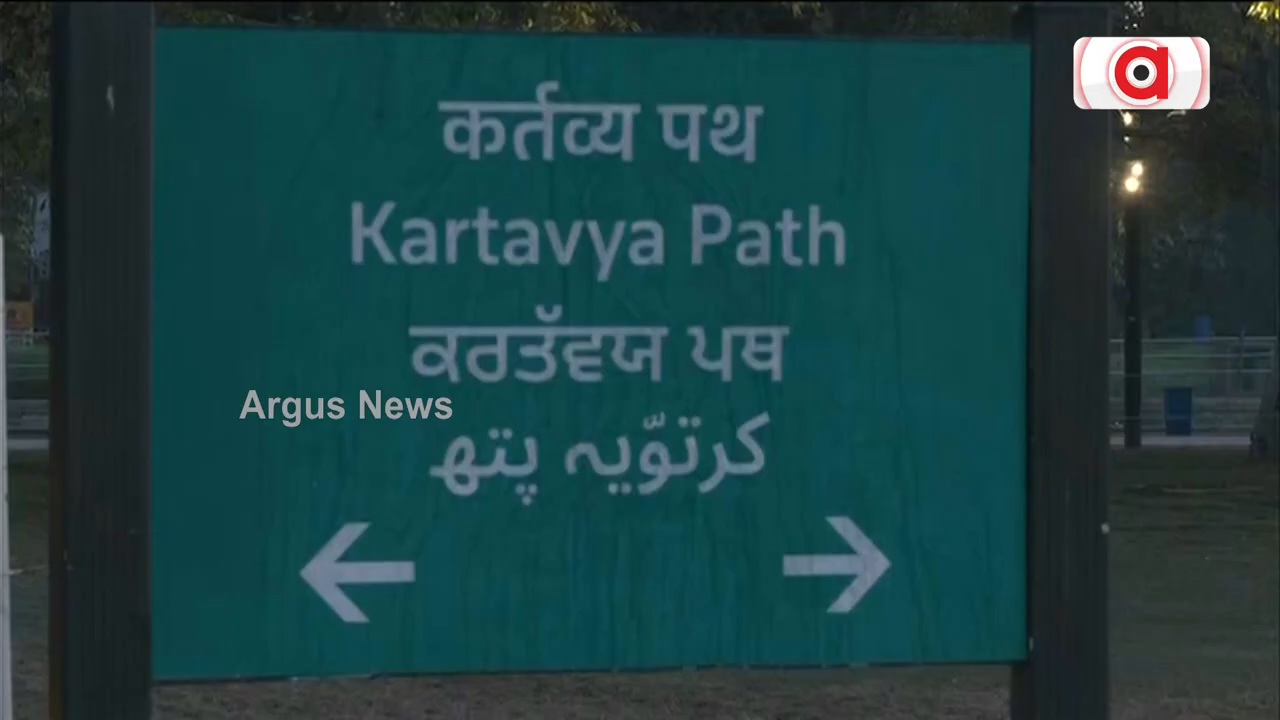 कर्तव्य पथ
Kartavya Path
ਕਰਤੱਵਯ ਪਥ
Argus News
کرتوّیہ پتھ